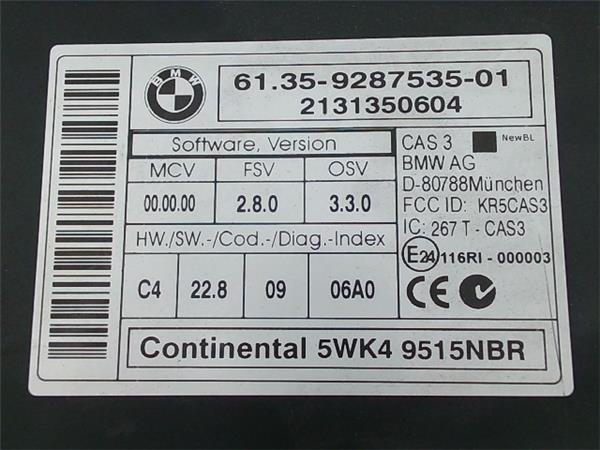 BMW
61.35-9287535-01
2131350604
Software, Version
MCV FSV OSV
00.00.00 2.8.0 3.3.0
HW./SW.-/Cod.-/Diag.-Index
C4 22.8 09 06A0
CAS 3 NewBL
BMW AG
D-80788München
FCC ID: KR5CAS3
IC: 267 T - CAS3
E24 116RI - 000003
CE
Continental 5WK4 9515NBR